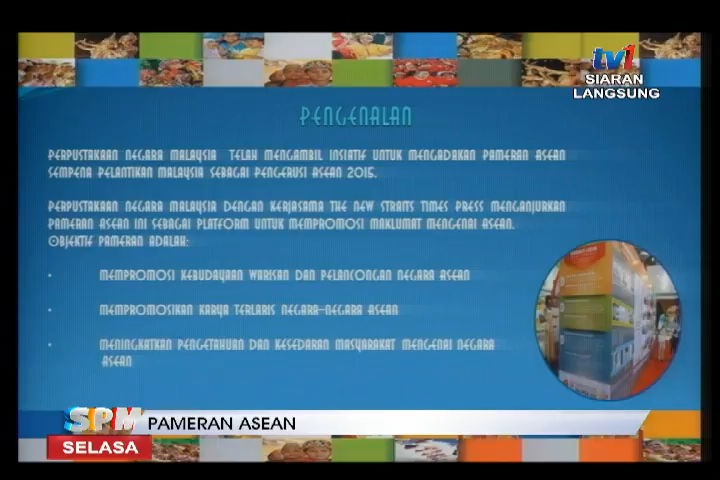 tv1
SIARAN
LANGSUNG
PENGENALAN
PERPUSTAKAAN NEGARA MALAYSIA TELAH MENGAMBIL INSIATIF UNTUK MENGADAKAN PAMERAN ASEAN
SEMPENA PELANTIKAN MALAYSIA SEBAGAI PENGERUSI ASEAN 2015.
PERPUSTAKAAN NEGARA MALAYSIA DENGAN KERJASAMA THE NEW STRAITS TIMES PRESS MENGANJURKAN
PAMERAN ASEAN INI SEBAGAI PLATFORM UNTUK MEMPROMOSI MAKLUMAT MENGENAI ASEAN.
OBJEKTIF PAMERAN ADALAH:
• MEMPROMOSI KEBUDAYAAN WARISAN DAN PELANCONGAN NEGARA ASEAN
• MEMPROMOSIKAN KARYA TERLARIS NEGARA-NEGARA ASEAN
• MENINGKATKAN PENGETAHUAN DAN KESEDARAN MASYARAKAT MENGENAI NEGARA
ASEAN
SPM PAMERAN ASEAN
SELASA